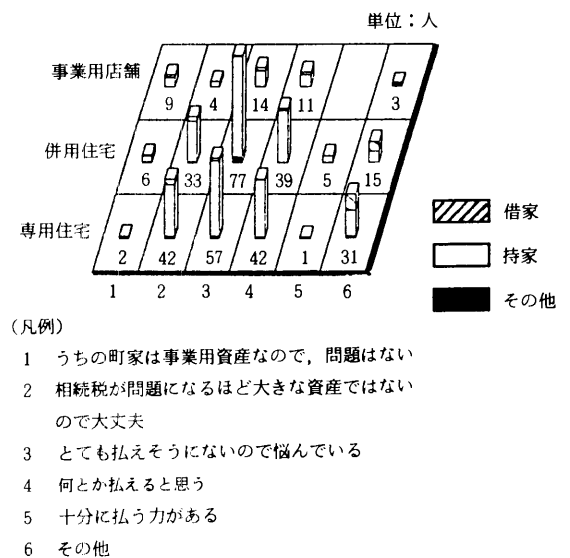 単位：人
事業用店舗
9 4 14 11 3
併用住宅
6 33 77 39 5 15
専用住宅
2 42 57 42 1 31
1 2 3 4 5 6
借家
持家
その他
(凡例)
1 うちの町家は事業用資産なので，問題はない
2 相続税が問題になるほど大きな資産ではない
ので大丈夫
3 とても払えそうにないので悩んでいる
4 何とか払えると思う
5 十分に払う力がある
6 その他